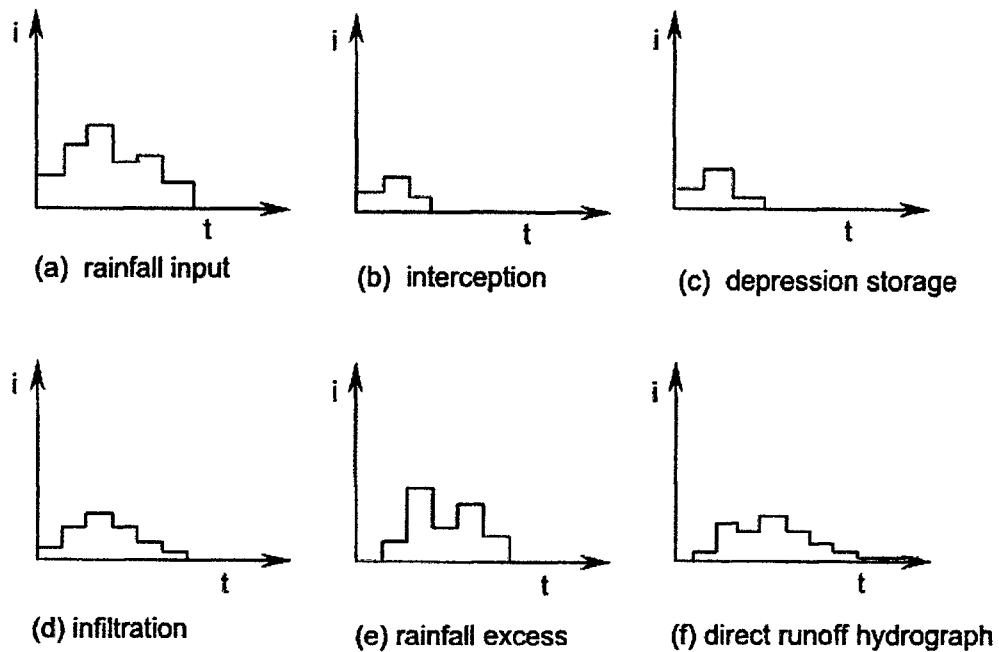 i
t
(a) rainfall input
i
t
(b) interception
i
t
(c) depression storage
i
t
(d) infiltration
i
t
(e) rainfall excess
i
t
(f) direct runoff hydrograph